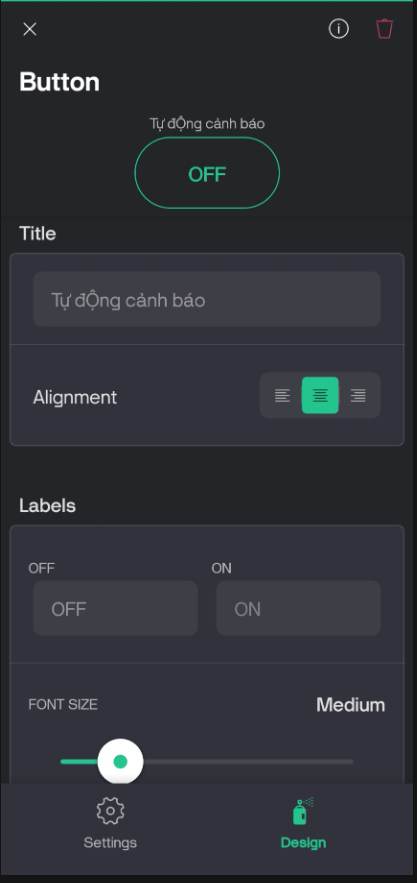 Button
Tự động cảnh báo
OFF
Title
Tự động cảnh báo
Alignment
Labels
OFF ON
OFF ON
FONT SIZE Medium
Settings Design